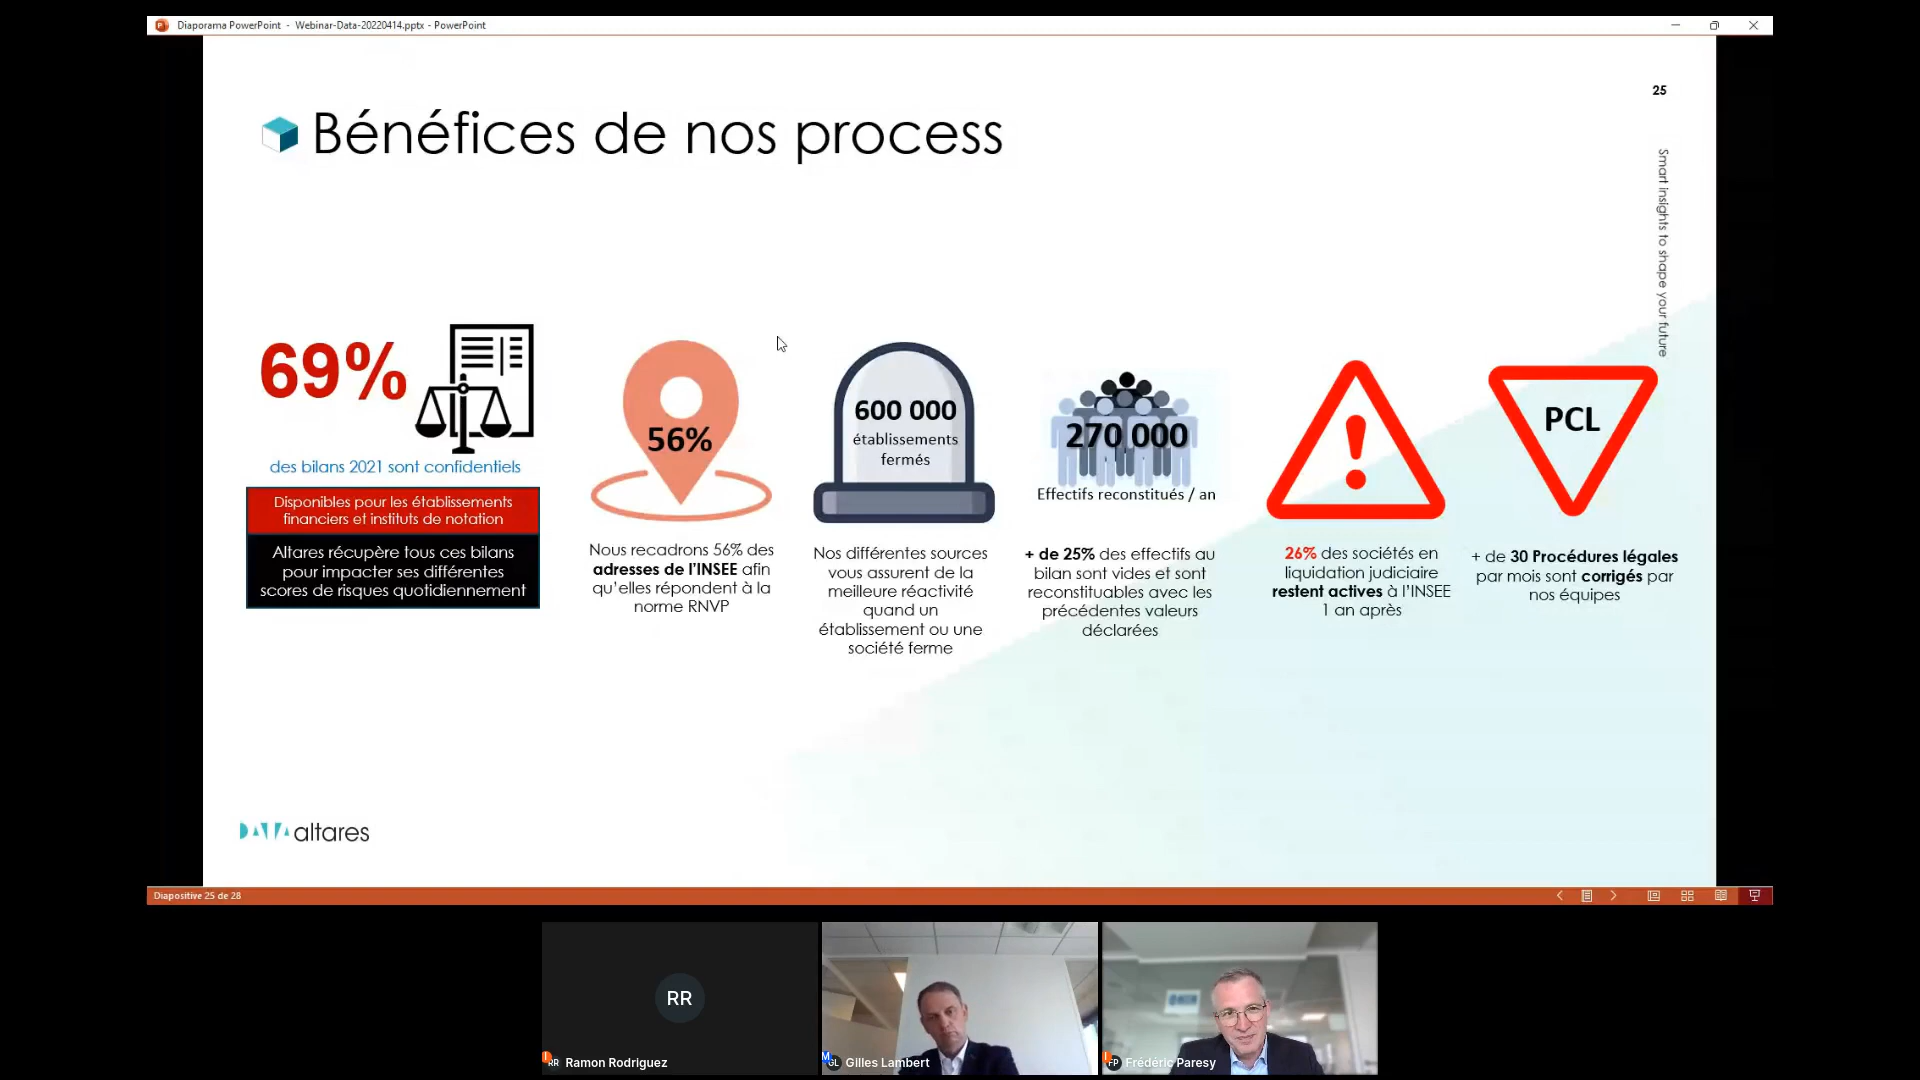 Diaporama PowerPoint - Webinar-Data-20220414.pptx - PowerPoint
25
Bénéfices de nos process
Smart insights to shape your future
69%
des bilans 2021 sont confidentiels
Disponibles pour les établissements
financiers et instituts de notation
Altares récupère tous ces bilans
pour impacter ses différentes
scores de risques quotidiennement
56%
Nous recadrons 56% des
adresses de l'INSEE afin
qu'elles répondent à la
norme RNVP
600 000
établissements
fermés
Nos différentes sources
vous assurent de la
meilleure réactivité
quand un
établissement ou une
société ferme
270 000
Effectifs reconstitués / an
+ de 25% des effectifs au
bilan sont vides et sont
reconstituables avec les
précédentes valeurs
déclarées
!
26% des sociétés en
liquidation judiciaire
restent actives à l'INSEE
1 an après
PCL
+ de 30 Procédures légales
par mois sont corrigés par
nos équipes
DATA altares
Diapositive 25 de 28
RR
RR Ramon Rodriguez
GL Gilles Lambert
FP Frédéric Paresy